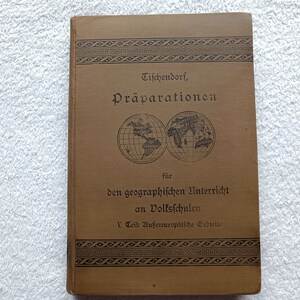 Tischendorf,
Präparationen
für
den geographischen Unterricht
an Volksschulen
V. Teil: Außereuropäische Erdteile